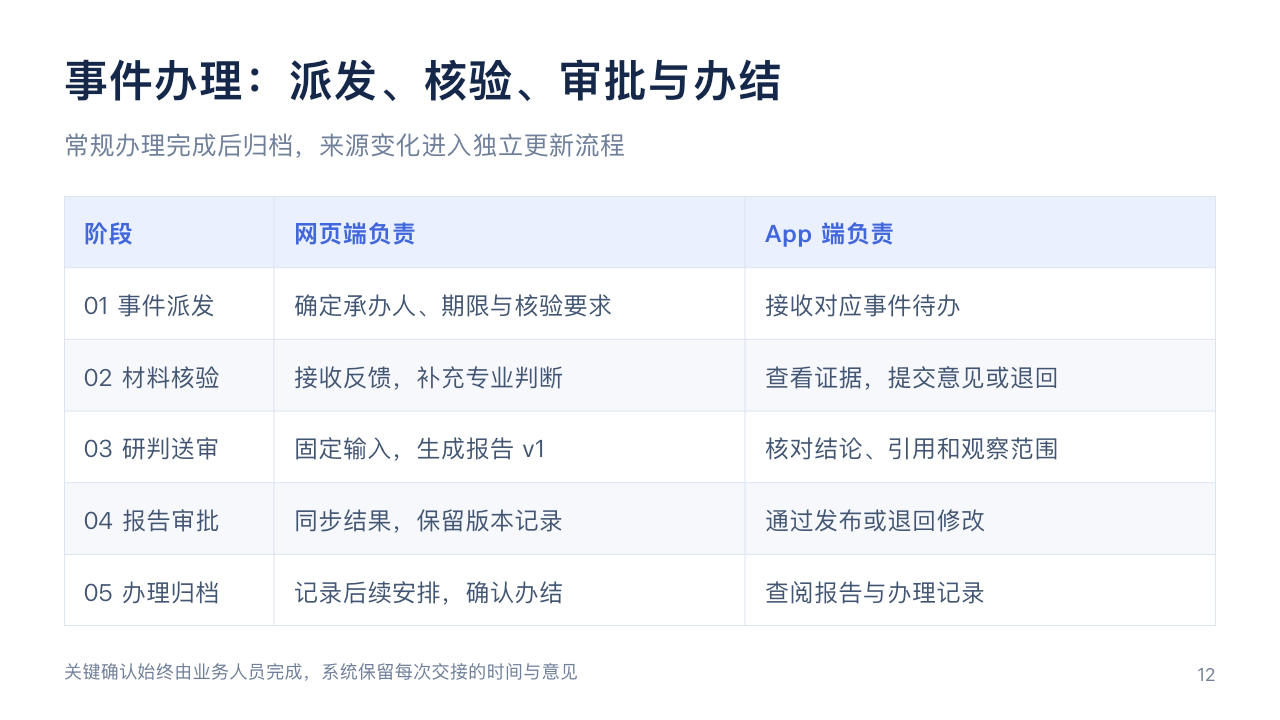 事件办理：派发、核验、审批与办结
常规办理完成后归档，来源变化进入独立更新流程
阶段 网页端负责 App 端负责
01 事件派发 确定承办人、期限与核验要求 接收对应事件待办
02 材料核验 接收反馈，补充专业判断 查看证据，提交意见或退回
03 研判送审 固定输入，生成报告 v1 核对结论、引用和观察范围
04 报告审批 同步结果，保留版本记录 通过发布或退回修改
05 办理归档 记录后续安排，确认办结 查阅报告与办理记录
关键确认始终由业务人员完成，系统保留每次交接的时间与意见
12